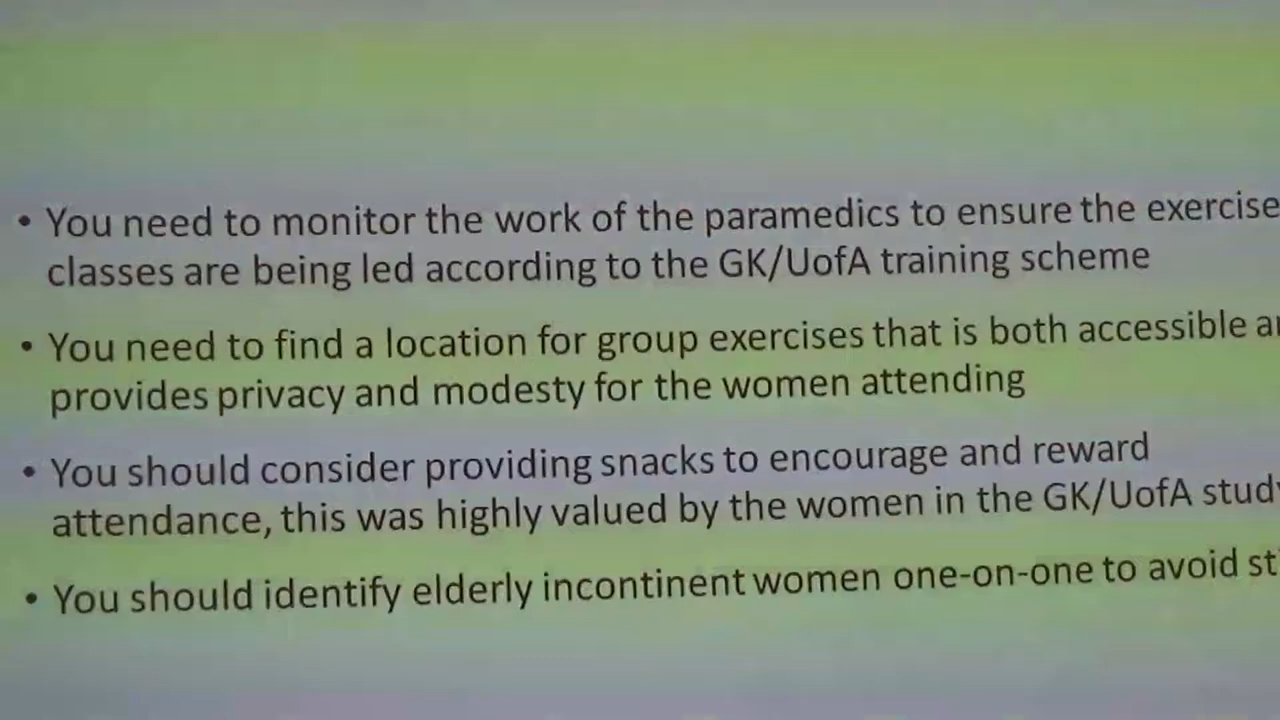 • You need to monitor the work of the paramedics to ensure the exercise
classes are being led according to the GK/UofA training scheme
• You need to find a location for group exercises that is both accessible
provides privacy and modesty for the women attending
• You should consider providing snacks to encourage and reward
attendance, this was highly valued by the women in the GK/UofA study
• You should identify elderly incontinent women one-on-one to avoid